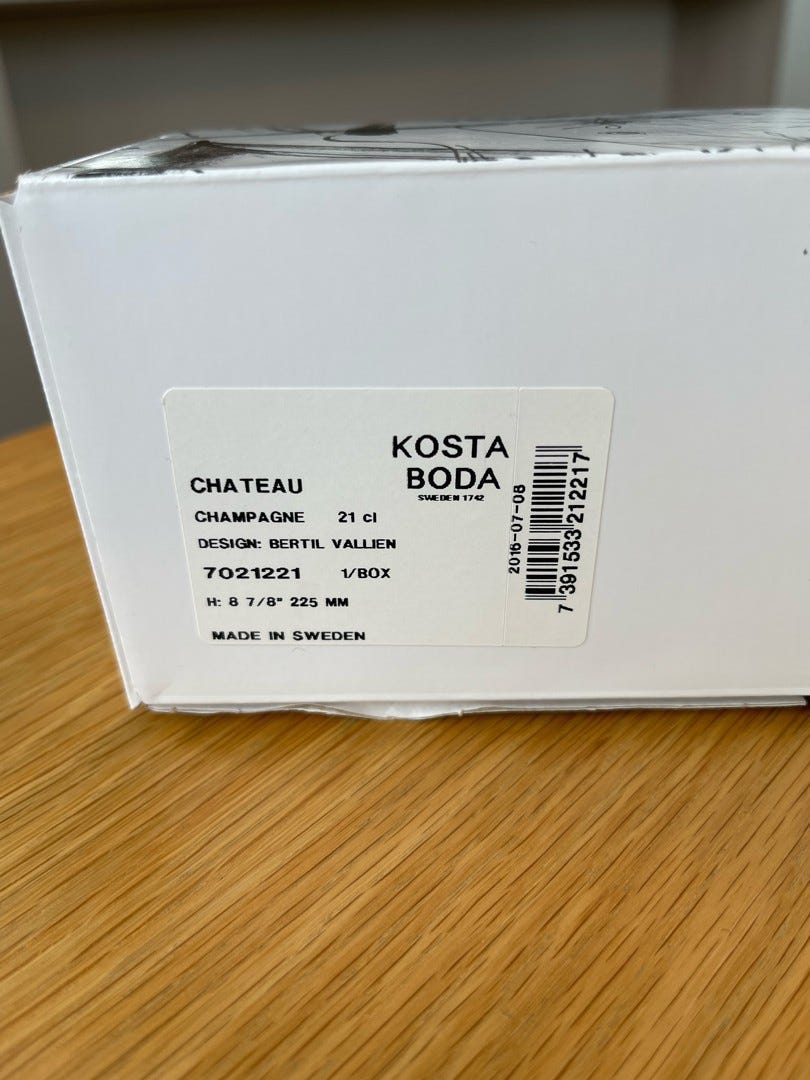 KOSTA
BODA
SWEDEN 1742
CHATEAU
CHAMPAGNE 21 cl
DESIGN: BERTIL VALLIEN
7021221 1/BOX
H: 8 7/8" 225 MM
MADE IN SWEDEN
2016-07-08
7 391533 212217